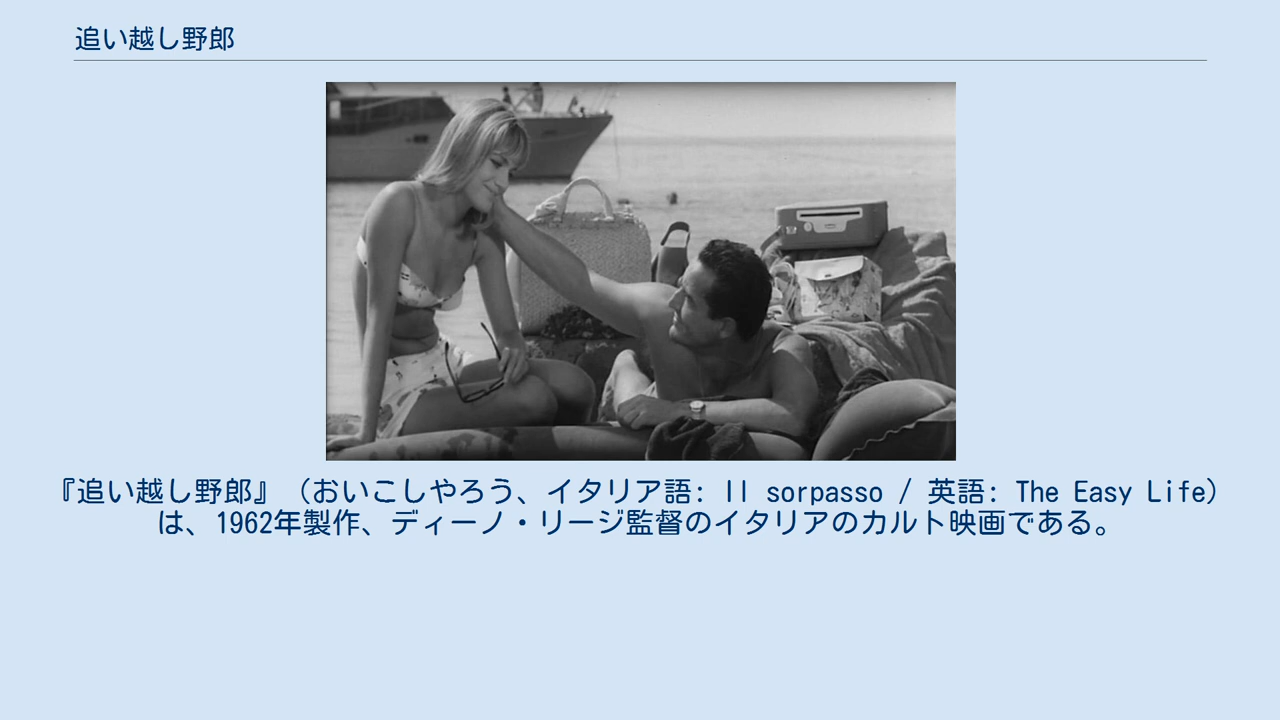 追い越し野郎
『追い越し野郎』（おいこしやろう、イタリア語: Il sorpasso / 英語: The Easy Life）
は、1962年製作、ディーノ・リージ監督のイタリアのカルト映画である。